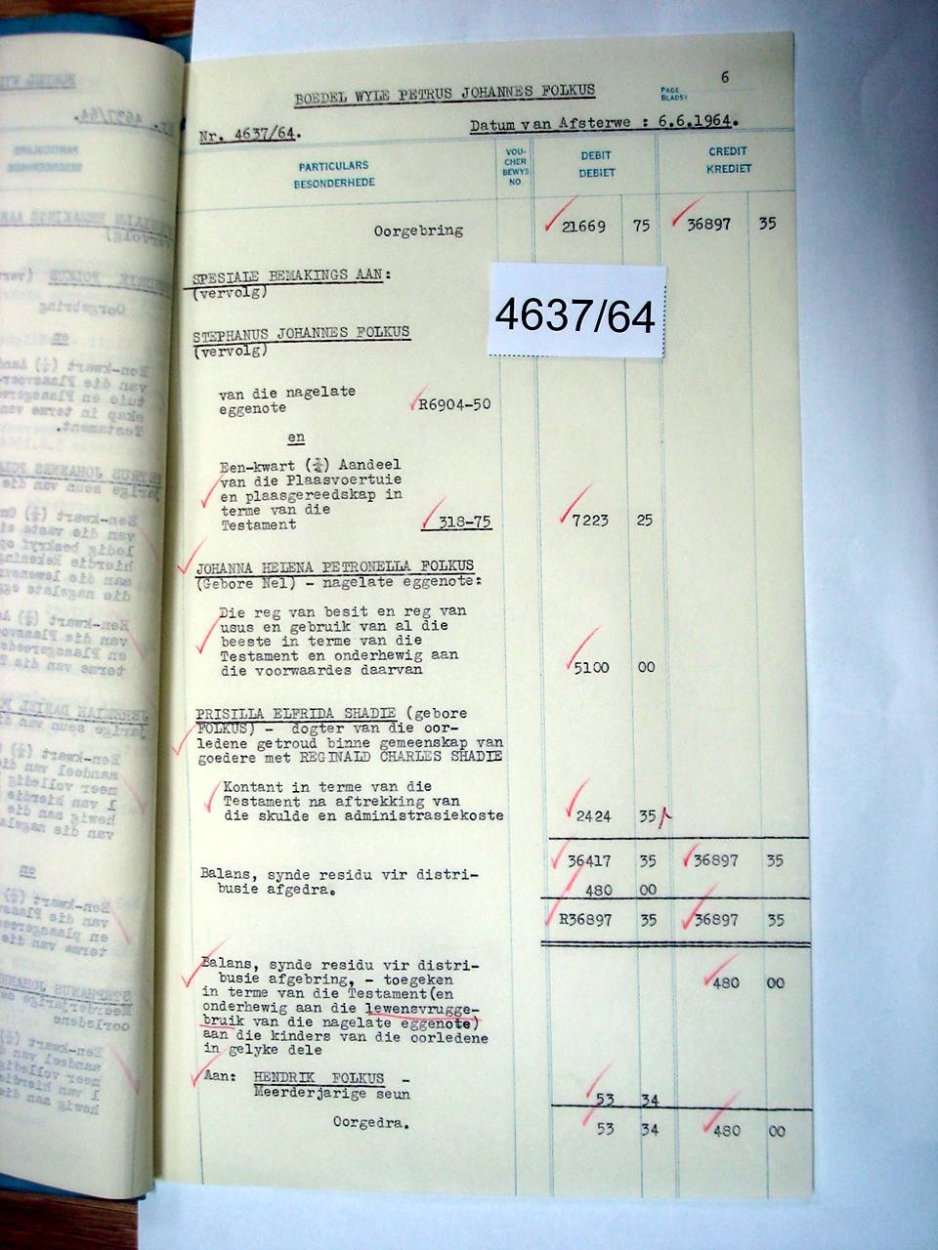 6
BOEDEL WYLE PETRUS JOHANNES FOLKUS
PAGE
BLADSY
Nr. 4637/64.
Datum van Afsterwe : 6.6.1964.
PARTICULARS
BESONDERHEDE
VOU-
CHER
BEWYS
NO
DEBIT
DEBIET
CREDIT
KREDIET
Oorgebring 21669 75 36897 35
SPESIALE BEMAKINGS AAN:
(vervolg)
4637/64
STEPHANUS JOHANNES FOLKUS
(vervolg)
van die nagelate
eggenote R6904-50
en
Een-kwart (¼) Aandeel
van die Plaasvoertuie
en plaasgereedskap in
terme van die
Testament 318-75 7223 25
JOHANNA HELENA PETRONELLA FOLKUS
(Gebore Nel) - nagelate eggenote:
Die reg van besit en reg van
usus en gebruik van al die
beeste in terme van die
Testament en onderhewig aan
die voorwaardes daarvan 5100 00
PRISILLA ELFRIDA SHADIE (gebore
FOLKUS) - dogter van die oor-
ledene getroud binne gemeenskap van
goedere met REGINALD CHARLES SHADIE
Kontant in terme van die
Testament na aftrekking van
die skulde en administrasiekoste 2424 35
36417 35 36897 35
Balans, synde residu vir distri-
busie afgedra. 480 00
R36897 35 36897 35
Balans, synde residu vir distri-
busie afgebring, - toegeken
in terme van die Testament(en
onderhewig aan die lewensvrugge-
bruik van die nagelate eggenote)
aan die kinders van die oorledene
in gelyke dele 480 00
Aan: HENDRIK FOLKUS -
Meerderjarige seun 53 34
Oorgedra. 53 34 480 00